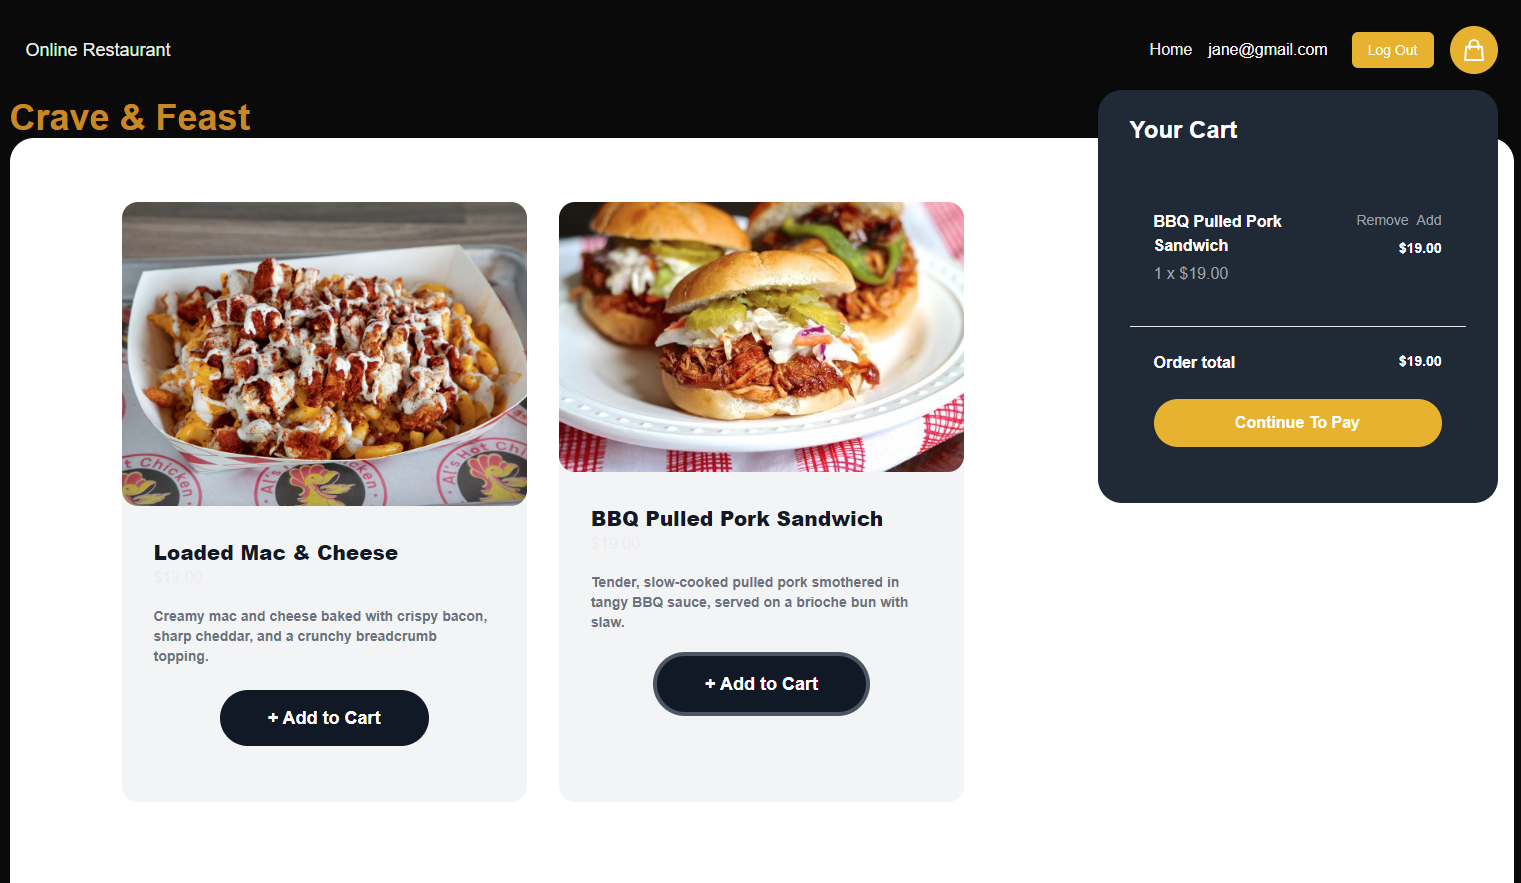 Online Restaurant
Home jane@gmail.com Log Out
Crave & Feast
Your Cart
BBQ Pulled Pork
Sandwich
Remove Add
$19.00
1 x $19.00
Order total $19.00
Continue To Pay
Al's Hot Chi
Loaded Mac & Cheese
$12.00
Creamy mac and cheese baked with crispy bacon,
sharp cheddar, and a crunchy breadcrumb
topping.
+ Add to Cart
BBQ Pulled Pork Sandwich
$19.00
Tender, slow-cooked pulled pork smothered in
tangy BBQ sauce, served on a brioche bun with
slaw.
+ Add to Cart